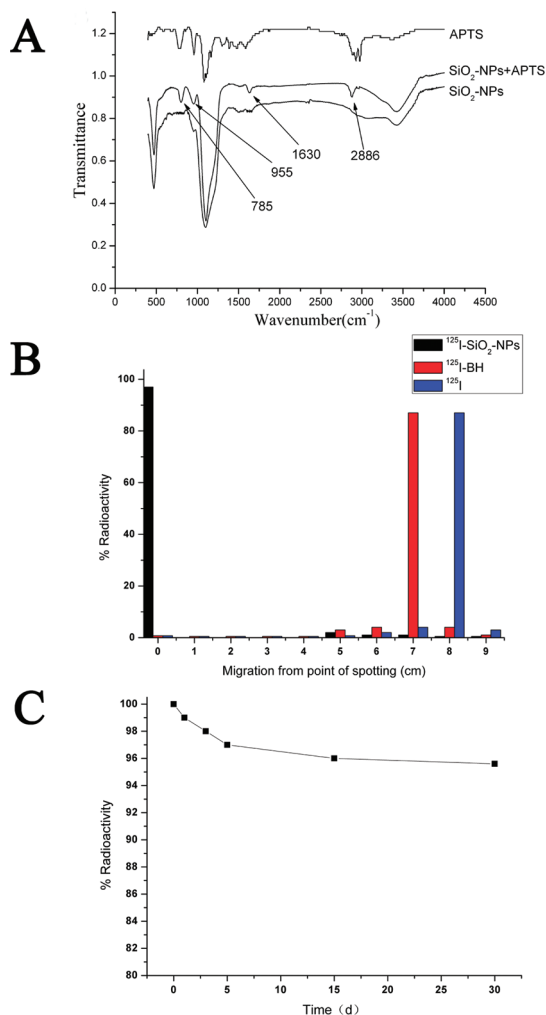 A
1.2
1.0
0.8
0.6
0.4
0.2
0.0
Transmittance
APTS
SiO₂-NPs+APTS
SiO₂-NPs
1630
2886
955
785
0 500 1000 1500 2000 2500 3000 3500 4000 4500
Wavenumber(cm⁻¹)
B
¹²⁵I-SiO₂-NPs
¹²⁵I-BH
¹²⁵I
100
80
60
40
20
0
% Radioactivity
0 1 2 3 4 5 6 7 8 9
Migration from point of spotting (cm)
C
100
98
96
94
92
90
88
86
84
82
80
% Radioactivity
0 5 10 15 20 25 30
Time（d）